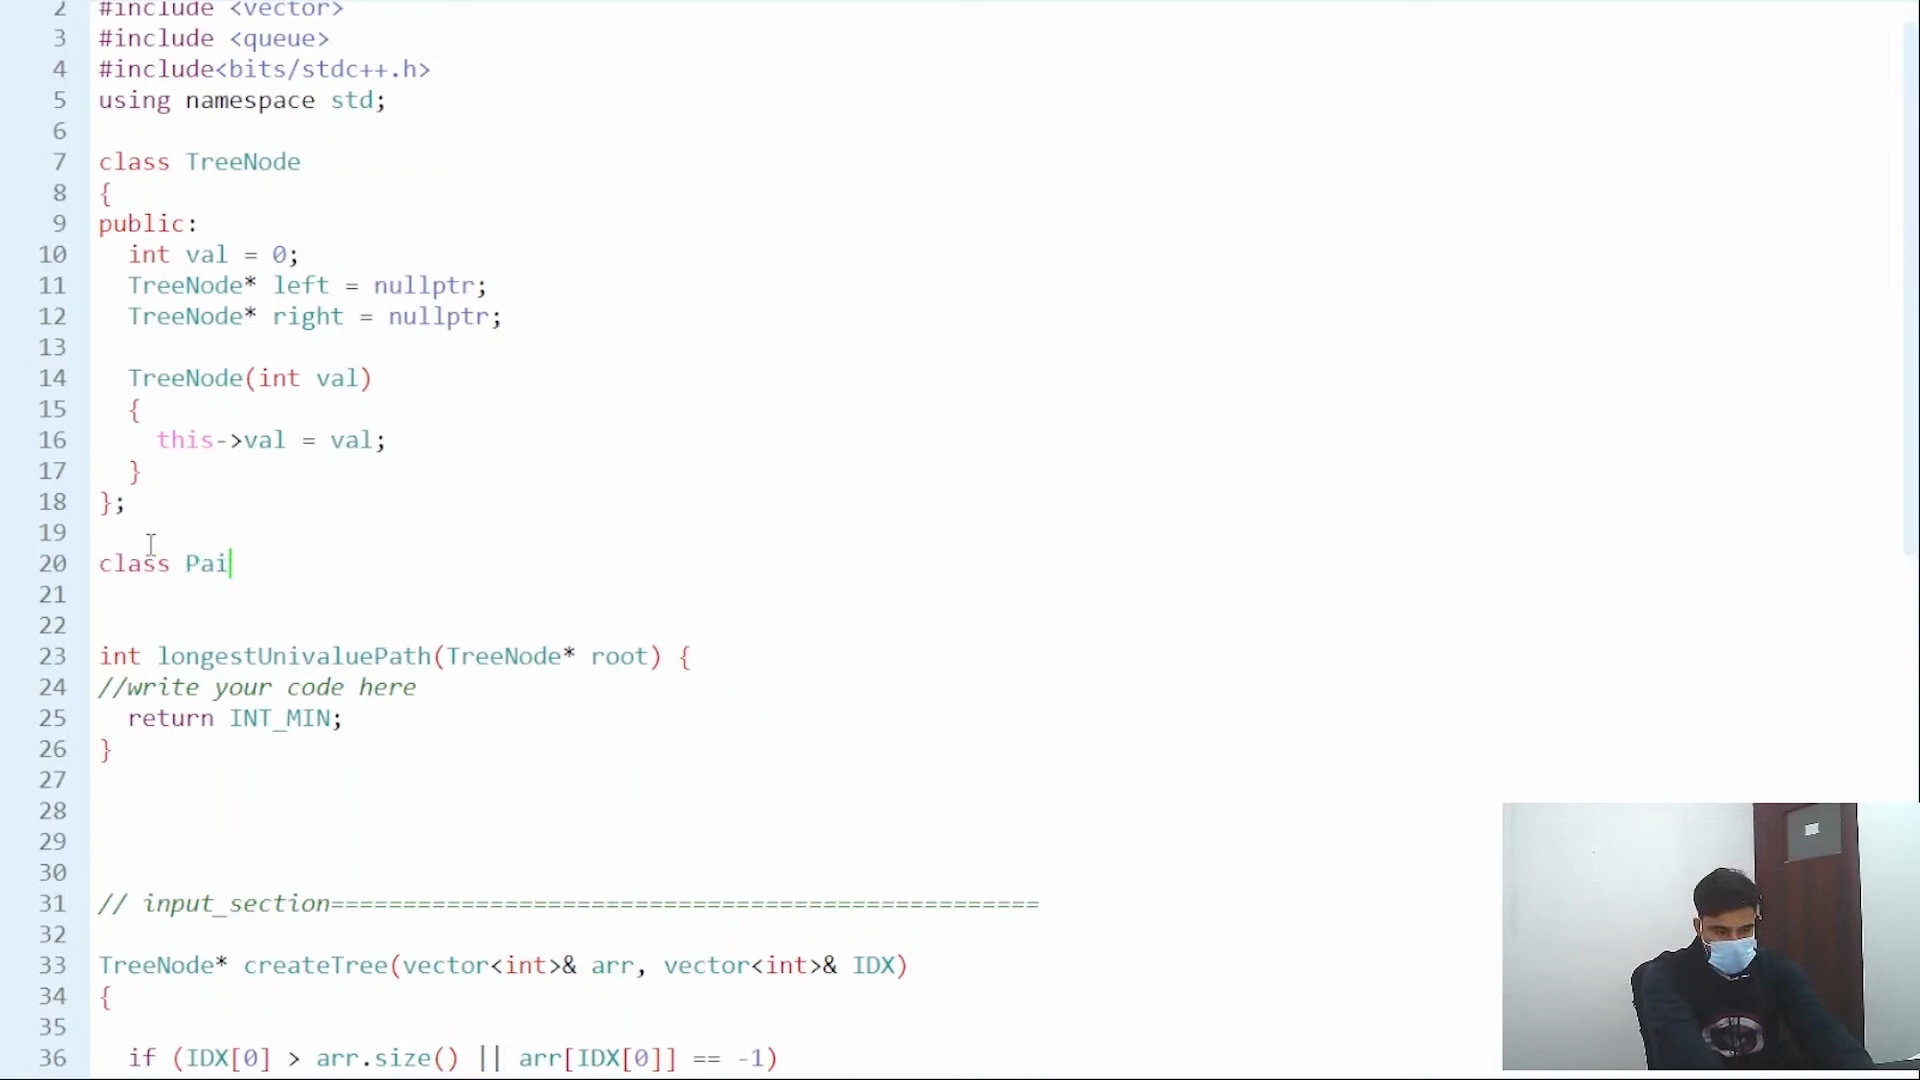 2 #include <vector>
3 #include <queue>
4 #include<bits/stdc++.h>
5 using namespace std;
6
7 class TreeNode
8 {
9 public:
10 int val = 0;
11 TreeNode* left = nullptr;
12 TreeNode* right = nullptr;
13
14 TreeNode(int val)
15 {
16 this->val = val;
17 }
18 };
19
20 class Pai
21
22
23 int longestUnivaluePath(TreeNode* root) {
24 //write your code here
25 return INT_MIN;
26 }
27
28
29
30
31 // input_section=================================================
32
33 TreeNode* createTree(vector<int>& arr, vector<int>& IDX)
34 {
35
36 if (IDX[0] > arr.size() || arr[IDX[0]] == -1)